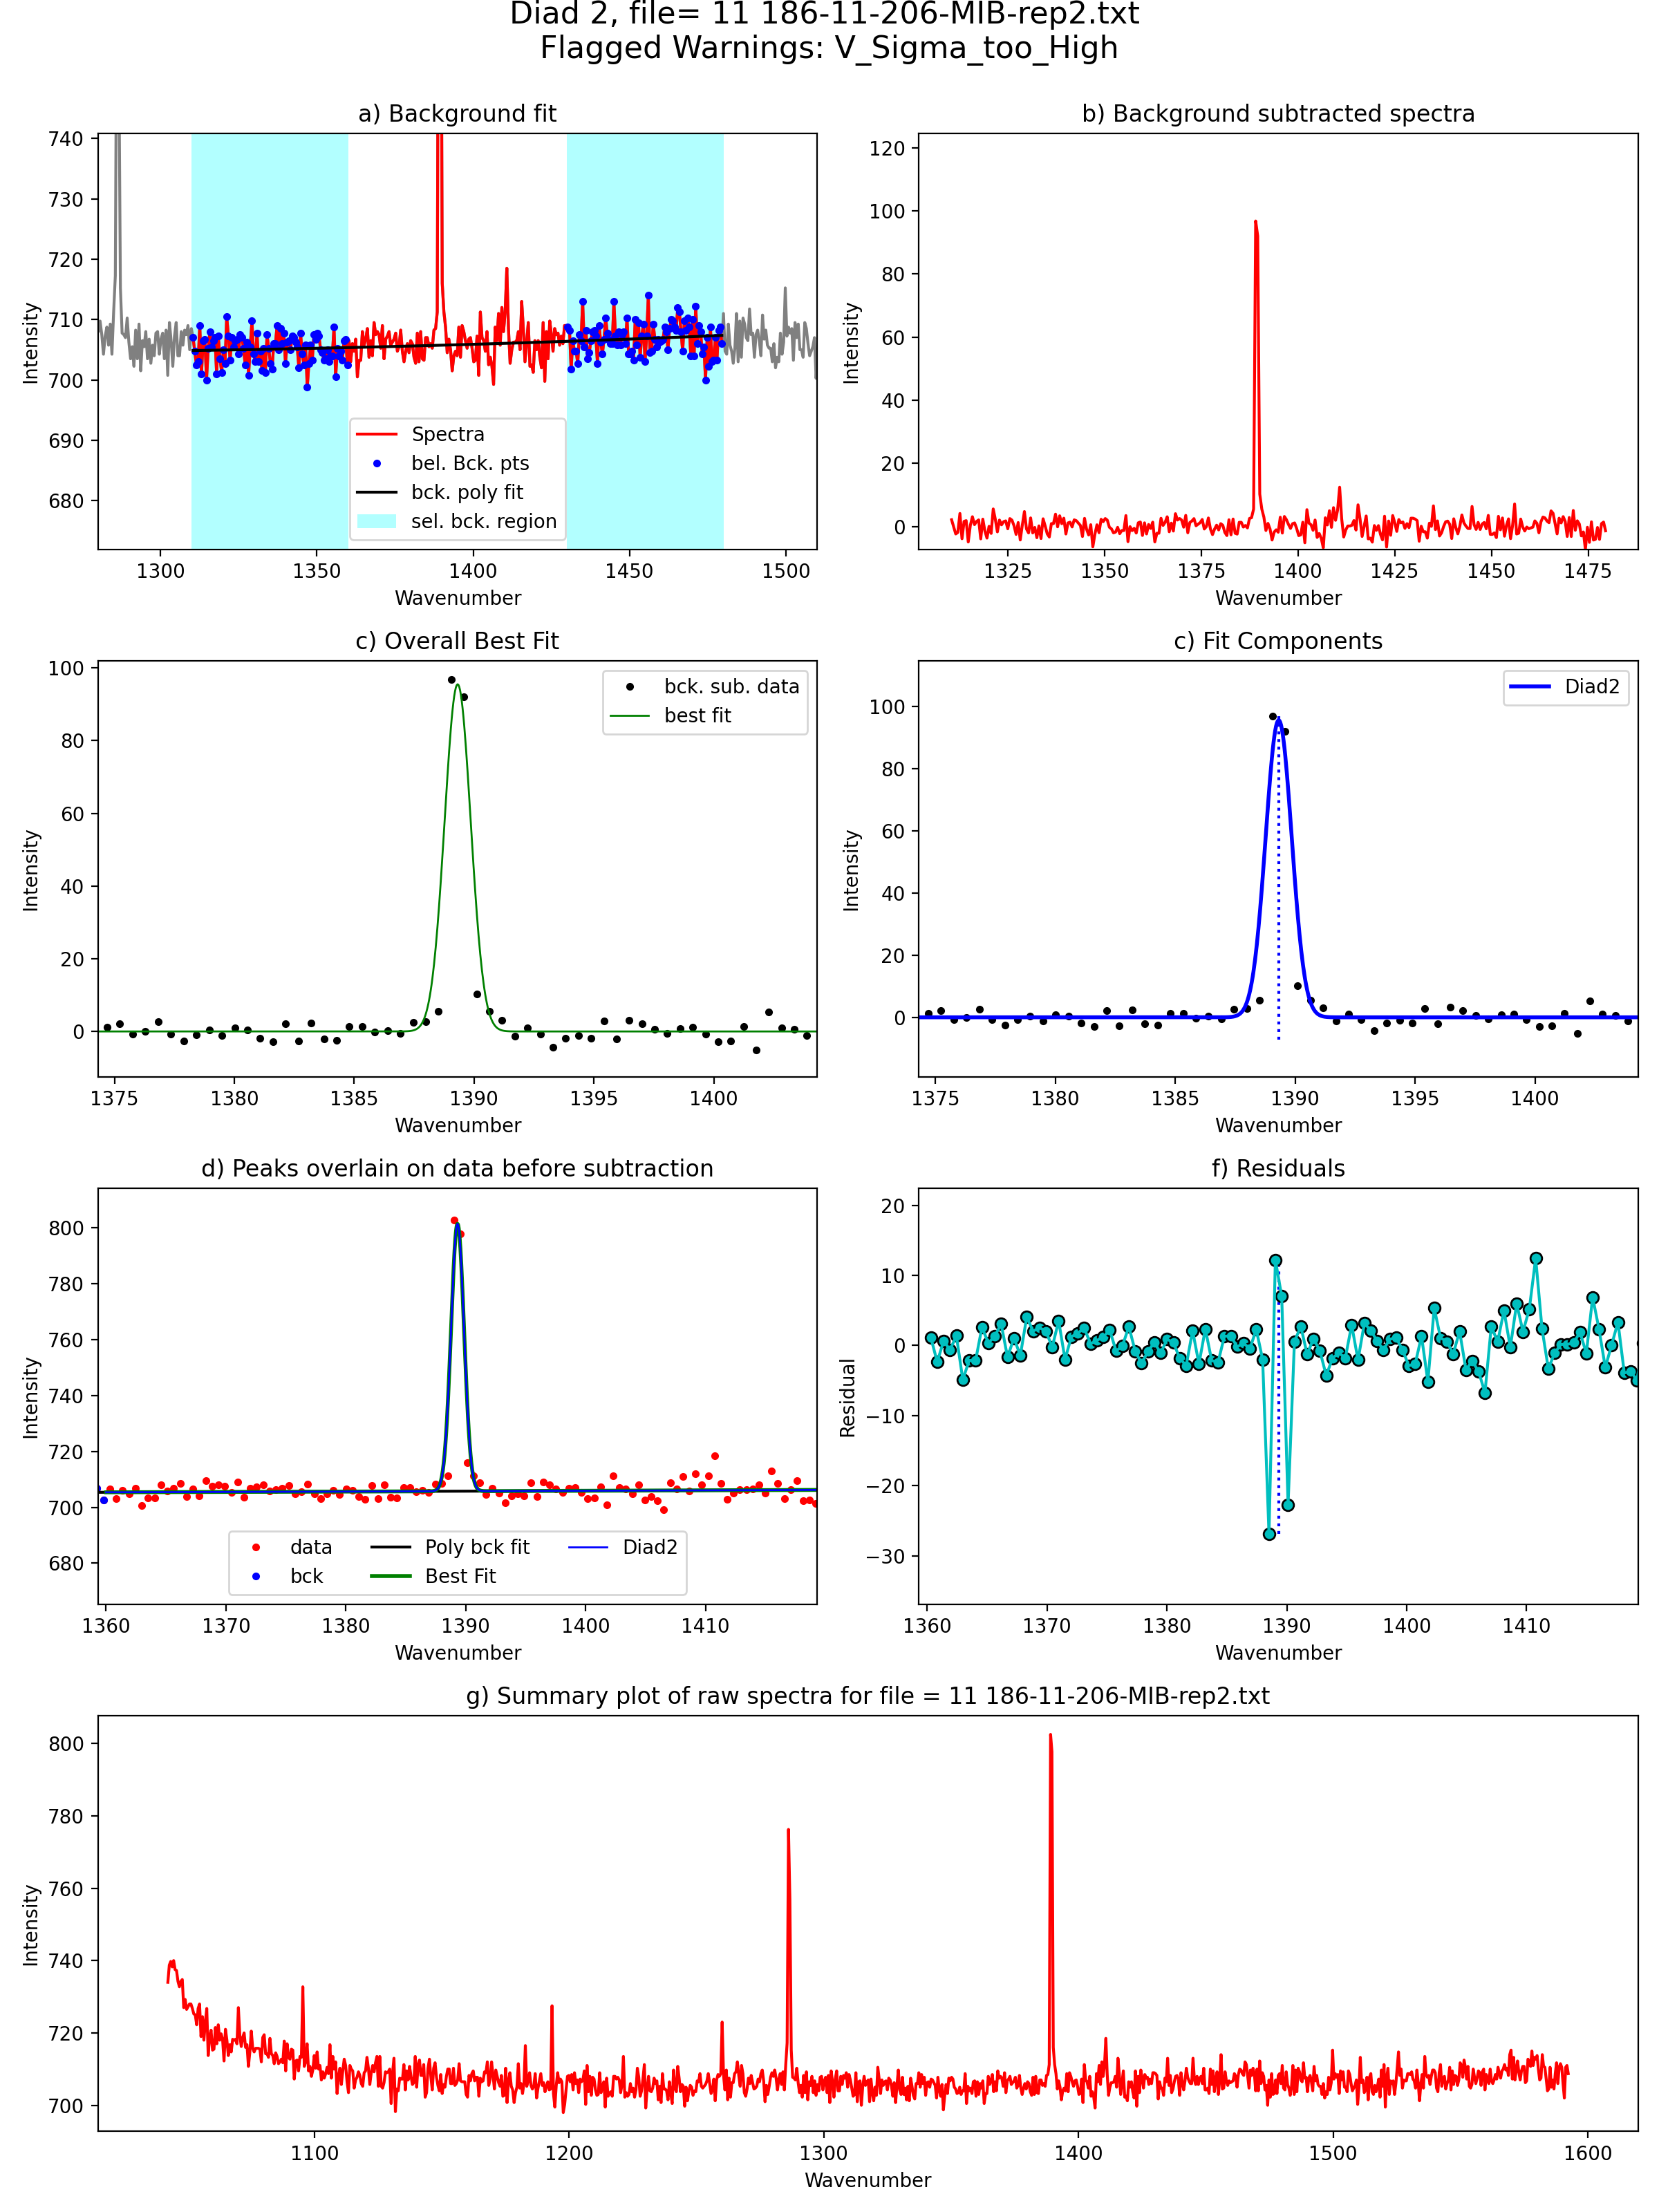 Diad 2, file= 11 186-11-206-MIB-rep2.txt
Flagged Warnings: V_Sigma_too_High
a) Background fit
740
730
720
710
700
690
680
Intensity
1300 1350 1400 1450 1500
Wavenumber
Spectra
bel. Bck. pts
bck. poly fit
sel. bck. region
b) Background subtracted spectra
120
100
80
60
40
20
0
Intensity
1325 1350 1375 1400 1425 1450 1475
Wavenumber
c) Overall Best Fit
100
80
60
40
20
0
Intensity
1375 1380 1385 1390 1395 1400
Wavenumber
bck. sub. data
best fit
c) Fit Components
100
80
60
40
20
0
Intensity
1375 1380 1385 1390 1395 1400
Wavenumber
Diad2
d) Peaks overlain on data before subtraction
800
780
760
740
720
700
680
Intensity
1360 1370 1380 1390 1400 1410
Wavenumber
data Poly bck fit Diad2
bck Best Fit
f) Residuals
20
10
0
−10
−20
−30
Residual
1360 1370 1380 1390 1400 1410
Wavenumber
g) Summary plot of raw spectra for file = 11 186-11-206-MIB-rep2.txt
800
780
760
740
720
700
Intensity
1100 1200 1300 1400 1500 1600
Wavenumber